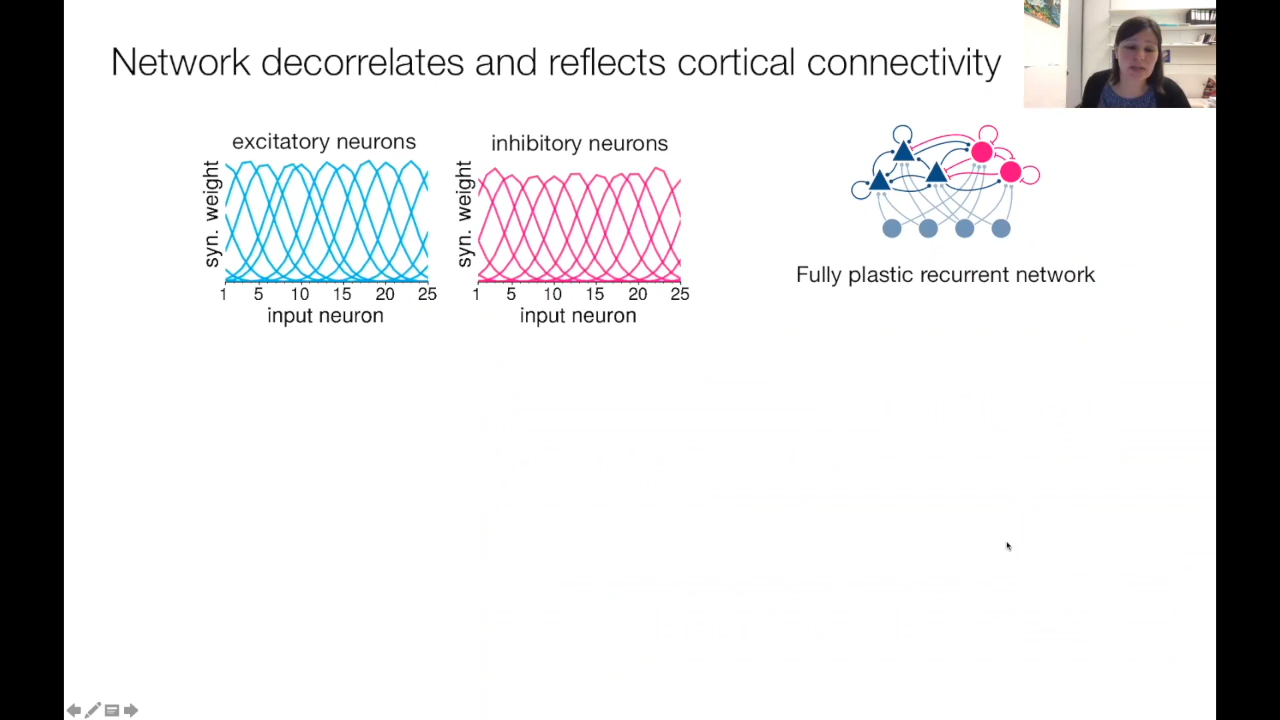 Network decorrelates and reflects cortical connectivity
excitatory neurons
syn. weight
1 5 10 15 20 25
input neuron
inhibitory neurons
syn. weight
1 5 10 15 20 25
input neuron
Fully plastic recurrent network